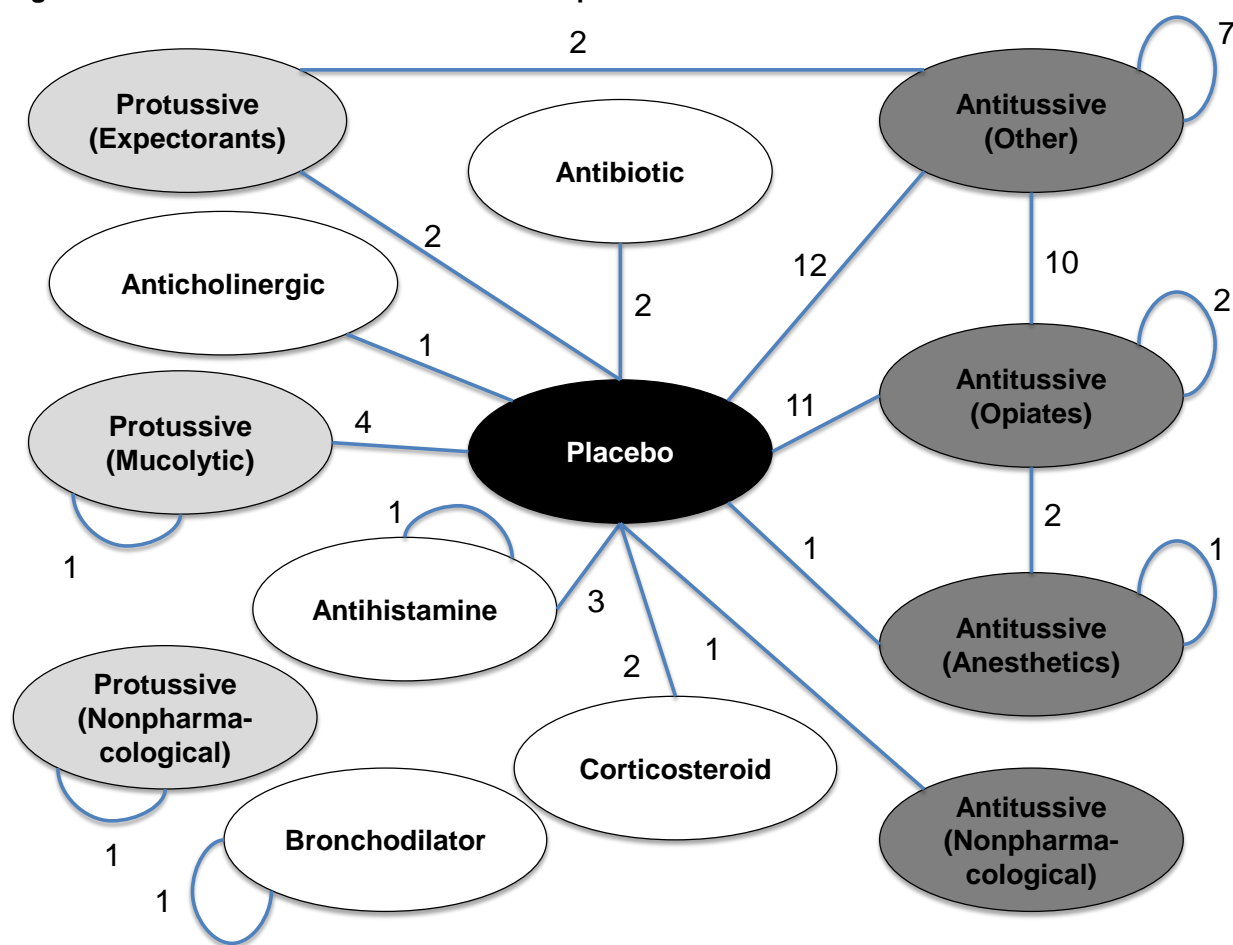 2
7
Protussive
(Expectorants)
Antitussive
(Other)
Antibiotic
2
12
10
Anticholinergic
2
2
1
Antitussive
(Opiates)
11
Protussive
(Mucolytic)
4
Placebo
1
1
2
1
1
Antihistamine
3
Antitussive
(Anesthetics)
2
1
Protussive
(Nonpharma-
cological)
Corticosteroid
Antitussive
(Nonpharma-
cological)
Bronchodilator
1
1